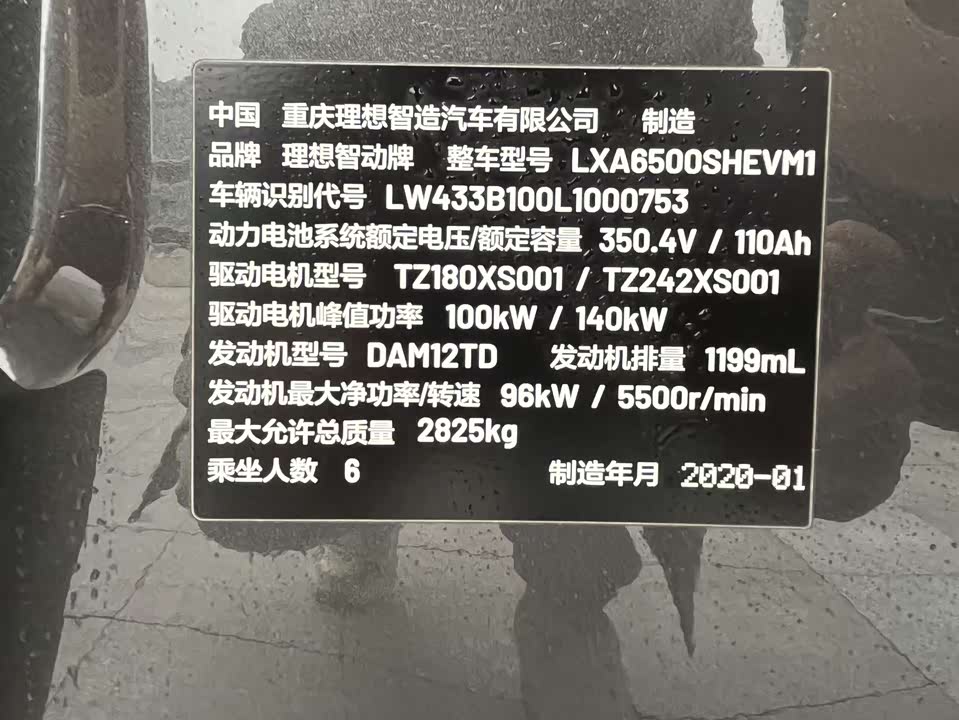 中国 重庆理想智造汽车有限公司 制造
品牌 理想智动牌 整车型号 LXA6500SHEVM1
车辆识别代号 LW433B100L1000753
动力电池系统额定电压/额定容量 350.4V / 110Ah
驱动电机型号 TZ180XS001 / TZ242XS001
驱动电机峰值功率 100kW / 140kW
发动机型号 DAM12TD 发动机排量 1199mL
发动机最大净功率/转速 96kW / 5500r/min
最大允许总质量 2825kg
乘坐人数 6 制造年月 2020-01